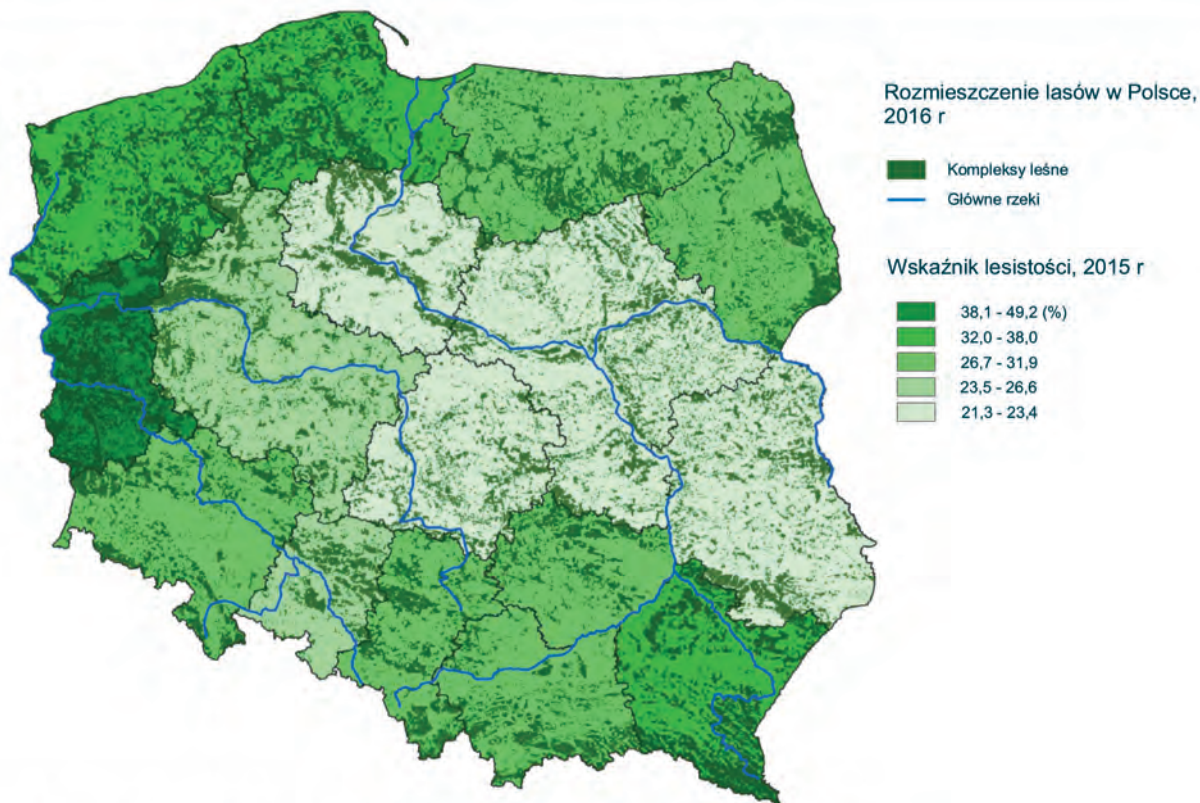 Rozmieszczenie lasów w Polsce,
2016 r
Kompleksy leśne
Główne rzeki
Wskaźnik lesistości, 2015 r
38,1 - 49,2 (%)
32,0 - 38,0
26,7 - 31,9
23,5 - 26,6
21,3 - 23,4